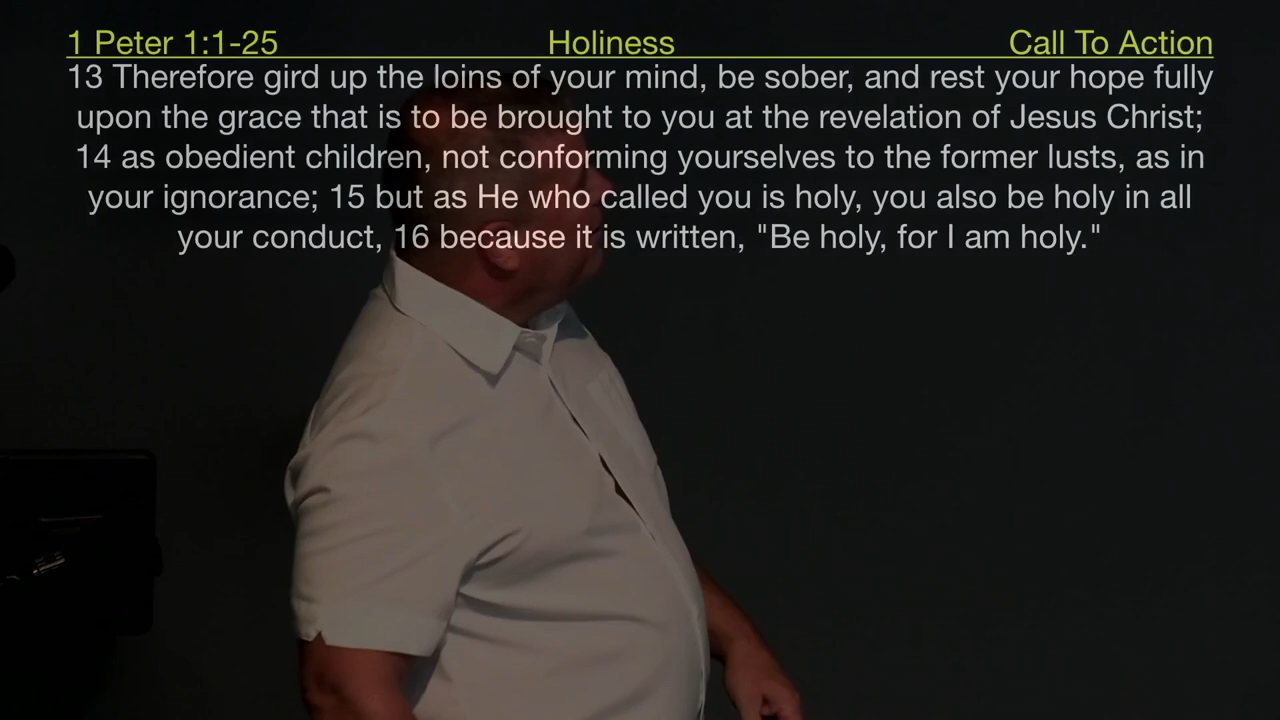 1 Peter 1:1-25 Holiness Call To Action
13 Therefore gird up the loins of your mind, be sober, and rest your hope fully
upon the grace that is to be brought to you at the revelation of Jesus Christ;
14 as obedient children, not conforming yourselves to the former lusts, as in
your ignorance; 15 but as He who called you is holy, you also be holy in all
your conduct, 16 because it is written, "Be holy, for I am holy."